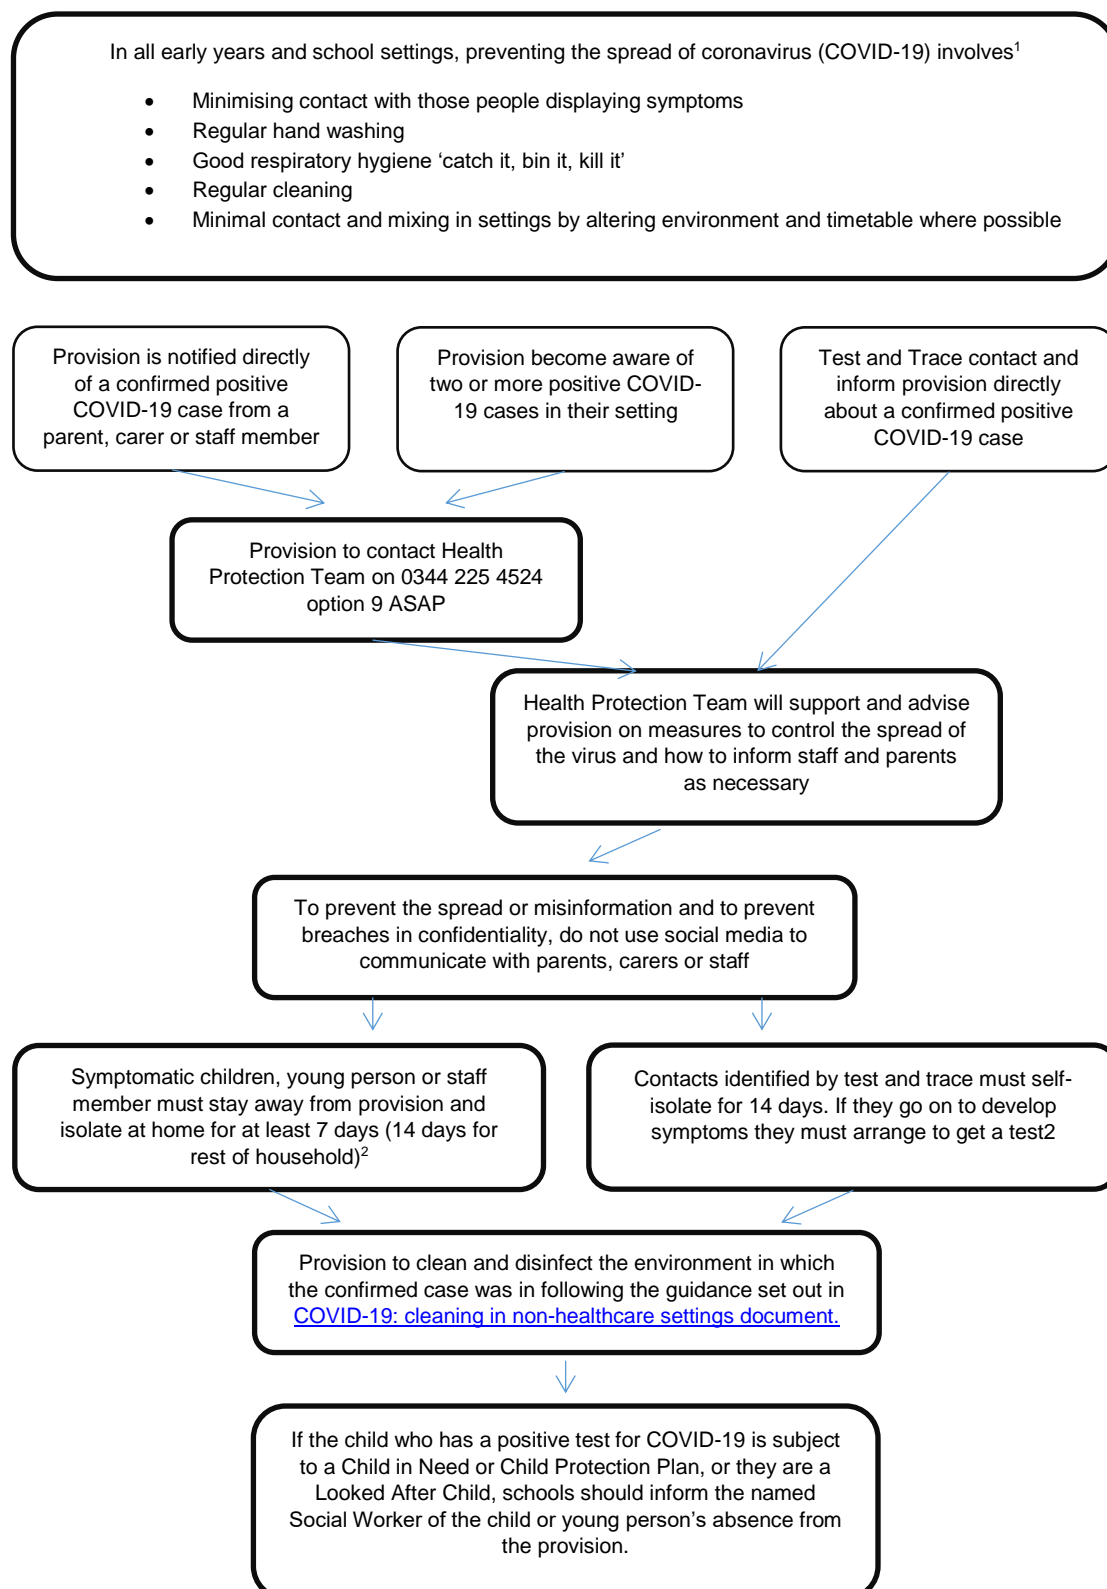 In all early years and school settings, preventing the spread of coronavirus (COVID-19) involves¹
• Minimising contact with those people displaying symptoms
• Regular hand washing
• Good respiratory hygiene ‘catch it, bin it, kill it’
• Regular cleaning
• Minimal contact and mixing in settings by altering environment and timetable where possible
Provision is notified directly
of a confirmed positive
COVID-19 case from a
parent, carer or staff member
Provision become aware of
two or more positive COVID-
19 cases in their setting
Test and Trace contact and
inform provision directly
about a confirmed positive
COVID-19 case
Provision to contact Health
Protection Team on 0344 225 4524
option 9 ASAP
Health Protection Team will support and advise
provision on measures to control the spread of
the virus and how to inform staff and parents
as necessary
To prevent the spread or misinformation and to prevent
breaches in confidentiality, do not use social media to
communicate with parents, carers or staff
Symptomatic children, young person or staff
member must stay away from provision and
isolate at home for at least 7 days (14 days for
rest of household)²
Contacts identified by test and trace must self-
isolate for 14 days. If they go on to develop
symptoms they must arrange to get a test2
Provision to clean and disinfect the environment in which
the confirmed case was in following the guidance set out in
COVID-19: cleaning in non-healthcare settings document.
If the child who has a positive test for COVID-19 is subject
to a Child in Need or Child Protection Plan, or they are a
Looked After Child, schools should inform the named
Social Worker of the child or young person’s absence from
the provision.